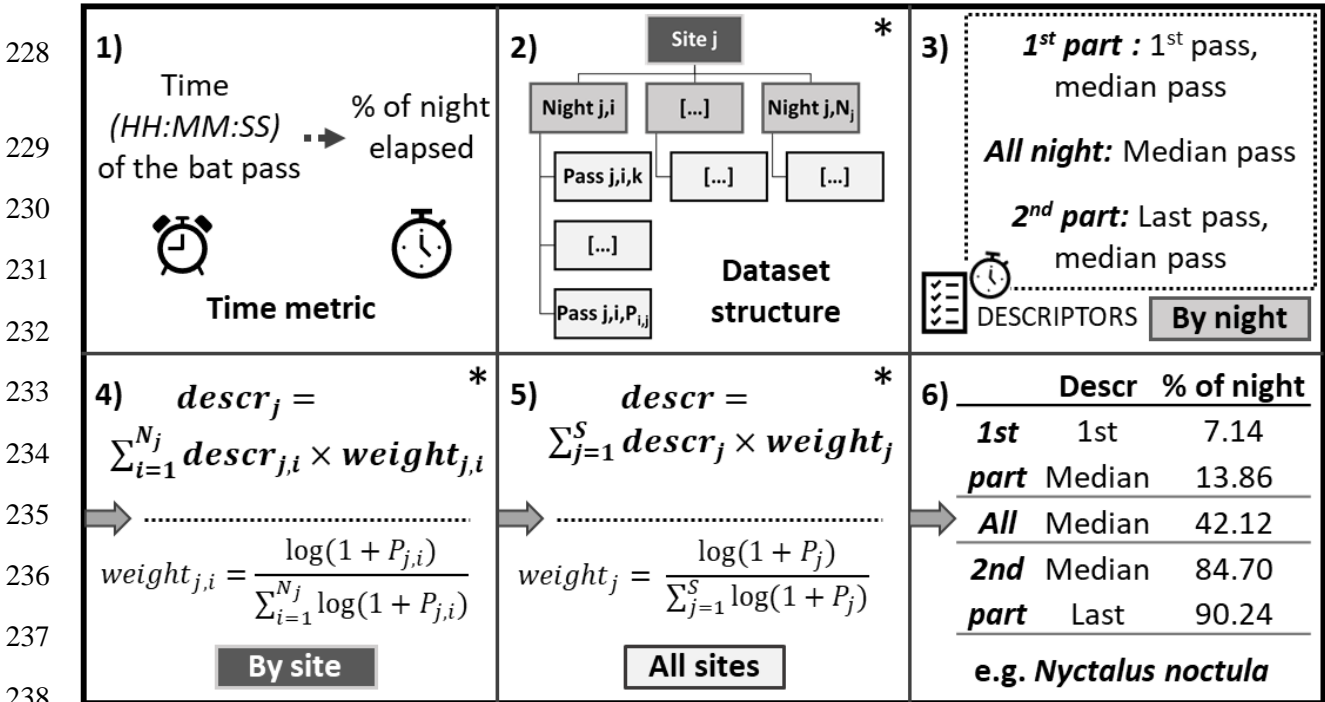 228
229
230
231
232
233
234
235
236
237
238
1)
Time
(HH:MM:SS)
of the bat pass
% of night
elapsed
Time metric
2)
*
Site j
Night j,i
[...]
Night j,N_j
Pass j,i,k
[...]
[...]
[...]
Pass j,i,P_i,j
Dataset
structure
3)
1st part : 1st pass,
median pass
All night: Median pass
2nd part: Last pass,
median pass
DESCRIPTORS
By night
4)
*
descr_j =
∑_{i=1}^{N_j} descr_{j,i} × weight_{j,i}
weight_{j,i} = log(1 + P_{j,i}) / ∑_{i=1}^{N_j} log(1 + P_{j,i})
By site
5)
*
descr =
∑_{j=1}^{S} descr_j × weight_j
weight_j = log(1 + P_j) / ∑_{j=1}^{S} log(1 + P_j)
All sites
6)
Descr % of night
1st 1st 7.14
part Median 13.86
All Median 42.12
2nd Median 84.70
part Last 90.24
e.g. Nyctalus noctula